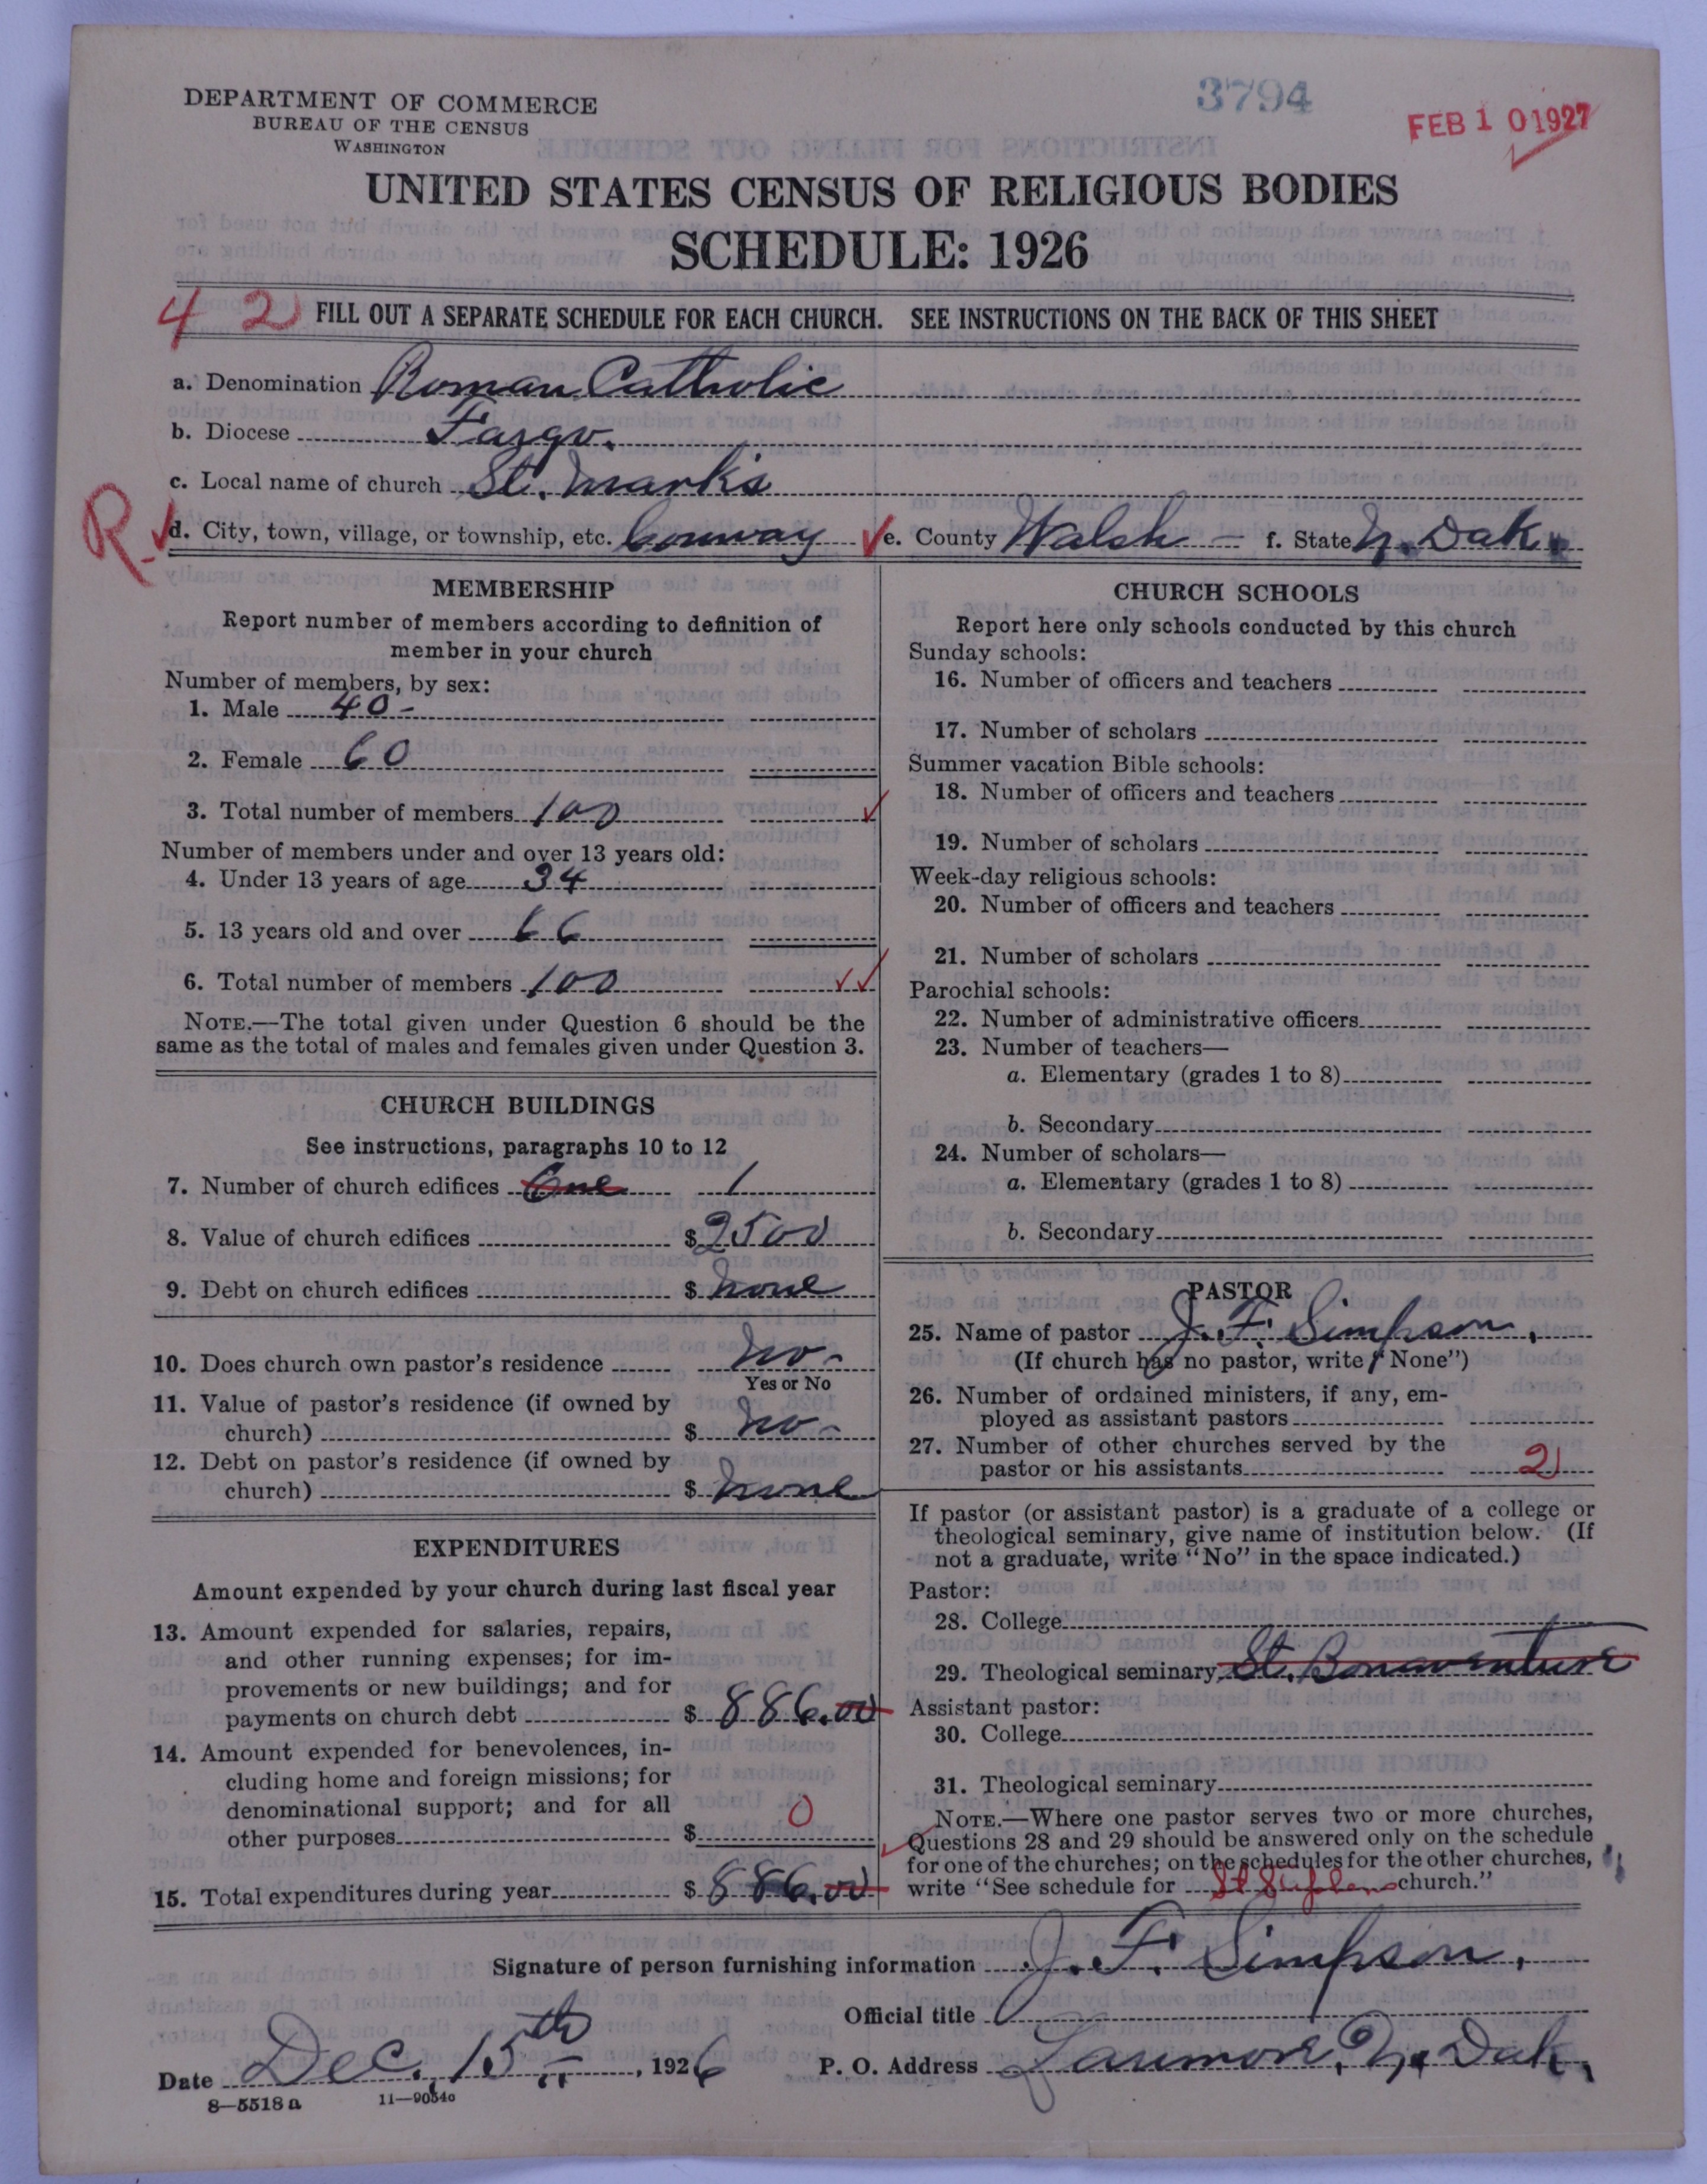 DEPARTMENT OF COMMERCE
BUREAU OF THE CENSUS
WASHINGTON
3794
FEB 10 1927
UNITED STATES CENSUS OF RELIGIOUS BODIES
SCHEDULE: 1926
4 2 FILL OUT A SEPARATE SCHEDULE FOR EACH CHURCH. SEE INSTRUCTIONS ON THE BACK OF THIS SHEET
a. Denomination Roman Catholic
b. Diocese Fargo.
c. Local name of church St. Mark's
R
d. City, town, village, or township, etc. Conway e. County Walsh f. State N. Dak.
MEMBERSHIP
Report number of members according to definition of
member in your church
Number of members, by sex:
1. Male 40-
2. Female 60
3. Total number of members 100
Number of members under and over 13 years old:
4. Under 13 years of age 34
5. 13 years old and over 66
6. Total number of members 100
NOTE.—The total given under Question 6 should be the
same as the total of males and females given under Question 3.
CHURCH BUILDINGS
See instructions, paragraphs 10 to 12
7. Number of church edifices One 1
8. Value of church edifices $ 2500
9. Debt on church edifices $ none
10. Does church own pastor's residence No-
Yes or No
11. Value of pastor's residence (if owned by
church) $ No-
12. Debt on pastor's residence (if owned by
church) $ none
EXPENDITURES
Amount expended by your church during last fiscal year
13. Amount expended for salaries, repairs,
and other running expenses; for im-
provements or new buildings; and for
payments on church debt $ 886.00
14. Amount expended for benevolences, in-
cluding home and foreign missions; for
denominational support; and for all
other purposes $ 0
15. Total expenditures during year $ 886.00
CHURCH SCHOOLS
Report here only schools conducted by this church
Sunday schools:
16. Number of officers and teachers
17. Number of scholars
Summer vacation Bible schools:
18. Number of officers and teachers
19. Number of scholars
Week-day religious schools:
20. Number of officers and teachers
21. Number of scholars
Parochial schools:
22. Number of administrative officers
23. Number of teachers—
a. Elementary (grades 1 to 8)
b. Secondary
24. Number of scholars—
a. Elementary (grades 1 to 8)
b. Secondary
PASTOR
25. Name of pastor J. F. Simpson,
(If church has no pastor, write "None")
26. Number of ordained ministers, if any, em-
ployed as assistant pastors
27. Number of other churches served by the
pastor or his assistants 2
If pastor (or assistant pastor) is a graduate of a college or
theological seminary, give name of institution below. (If
not a graduate, write "No" in the space indicated.)
Pastor:
28. College
29. Theological seminary St. Bonaventure
Assistant pastor:
30. College
31. Theological seminary
NOTE.—Where one pastor serves two or more churches,
Questions 28 and 29 should be answered only on the schedule
for one of the churches; on the schedules for the other churches,
write "See schedule for St Stephens church."
Signature of person furnishing information J. F. Simpson,
Official title
Date Dec. 15th, 1926 P. O. Address Larimore, N. Dak.
8—5518 a 11—9054c